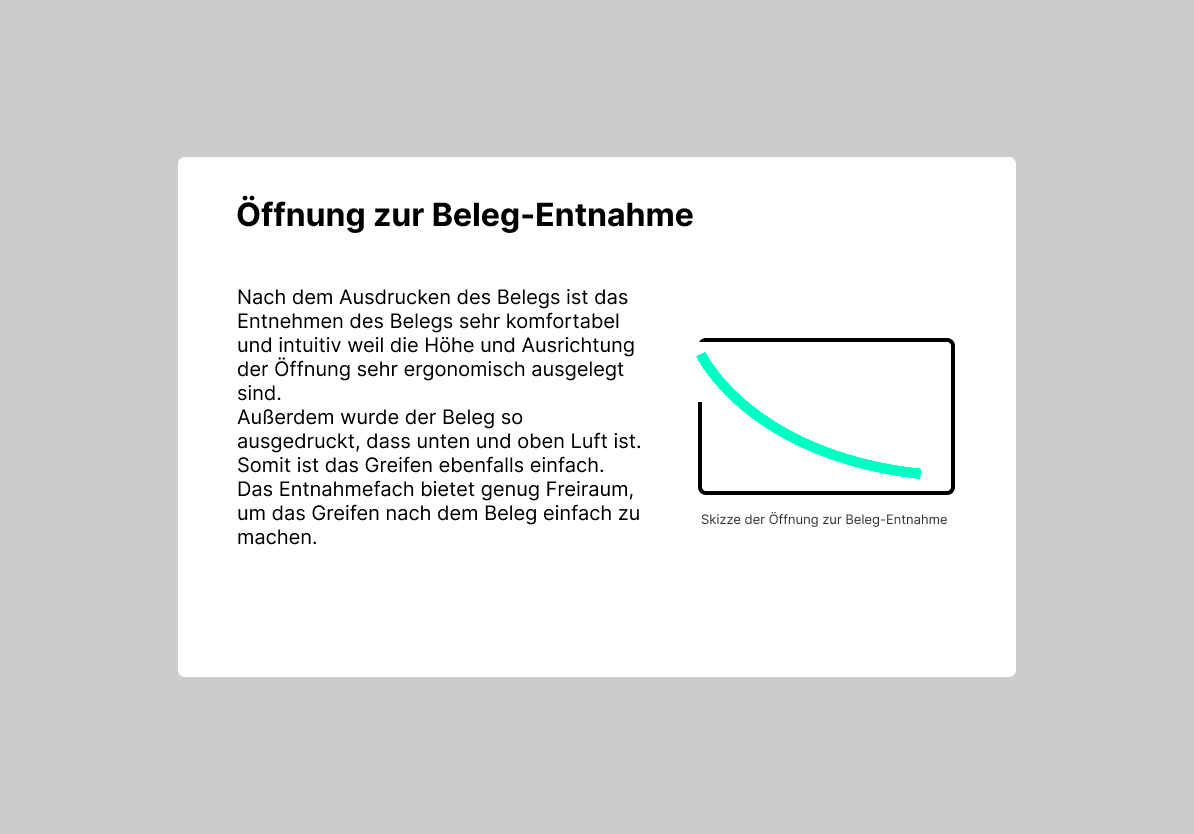 Öffnung zur Beleg-Entnahme
Nach dem Ausdrucken des Belegs ist das
Entnehmen des Belegs sehr komfortabel
und intuitiv weil die Höhe und Ausrichtung
der Öffnung sehr ergonomisch ausgelegt
sind.
Außerdem wurde der Beleg so
ausgedruckt, dass unten und oben Luft ist.
Somit ist das Greifen ebenfalls einfach.
Das Entnahmefach bietet genug Freiraum,
um das Greifen nach dem Beleg einfach zu
machen.
Skizze der Öffnung zur Beleg-Entnahme